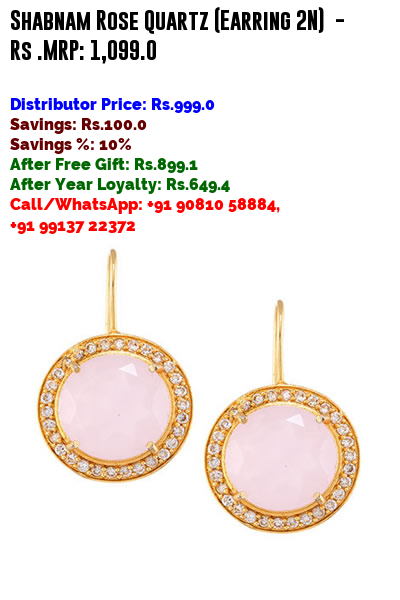 Shabnam Rose Quartz (Earring 2N) -
Rs .MRP: 1,099.0
Distributor Price: Rs.999.0
Savings: Rs.100.0
Savings %: 10%
After Free Gift: Rs.899.1
After Year Loyalty: Rs.649.4
Call/WhatsApp: +91 90810 58884,
+91 99137 22372